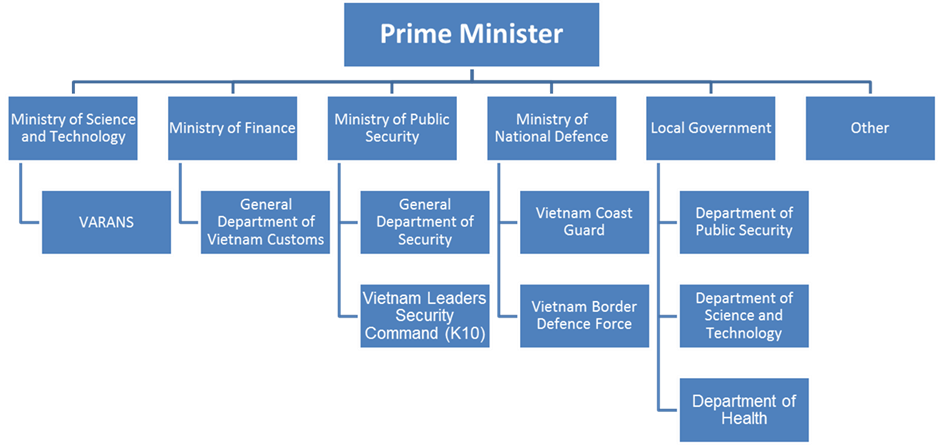 Prime Minister
Ministry of Science
and Technology
Ministry of Finance
Ministry of Public
Security
Ministry of
National Defence
Local Government
Other
VARANS
General
Department of
Vietnam Customs
General
Department of
Security
Vietnam Coast
Guard
Department of
Public Security
Vietnam Leaders
Security
Command (K10)
Vietnam Border
Defence Force
Department of
Science and
Technology
Department of
Health